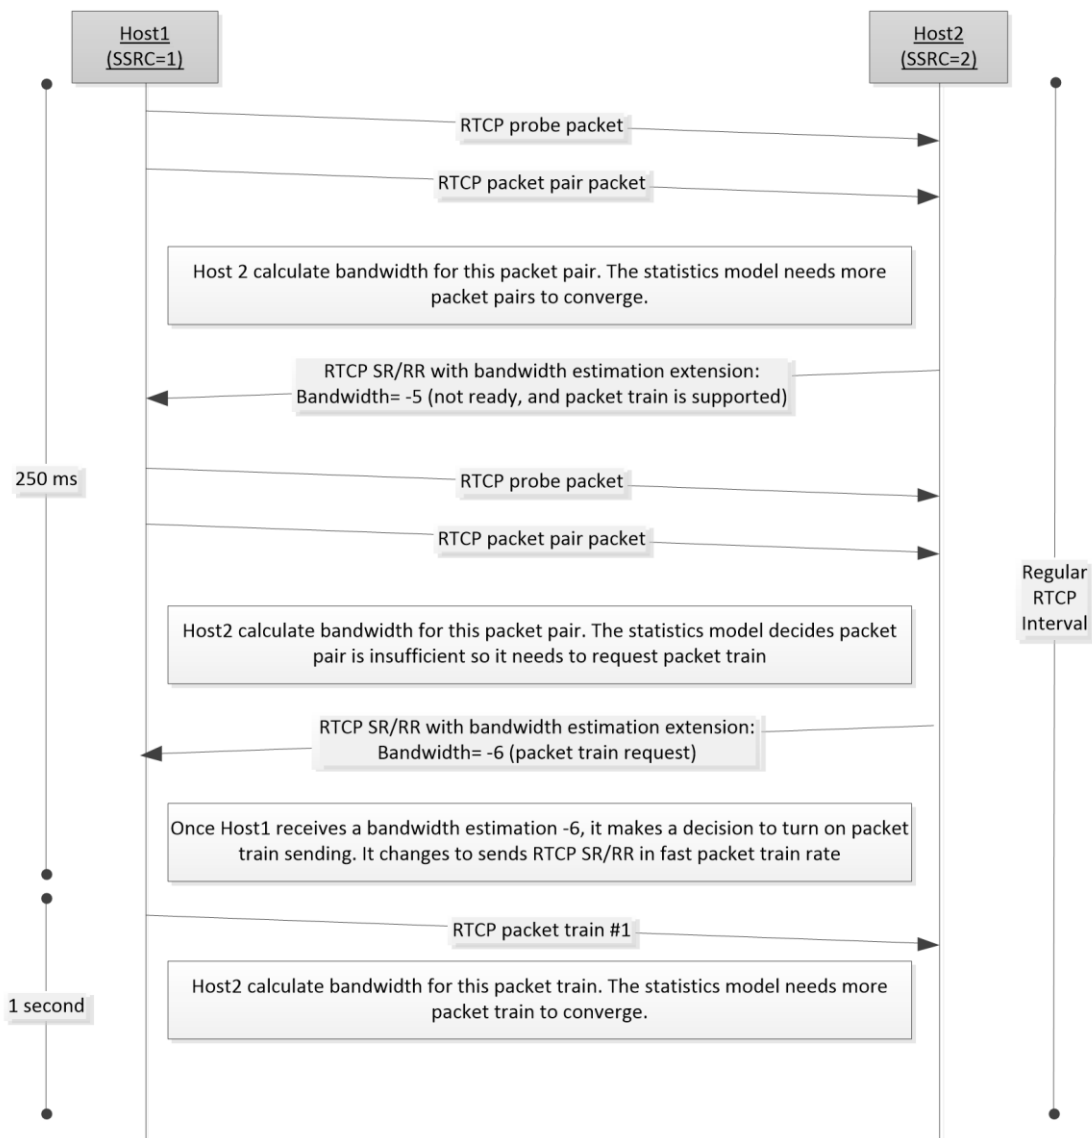 Host1
(SSRC=1)
Host2
(SSRC=2)
RTCP probe packet
RTCP packet pair packet
Host 2 calculate bandwidth for this packet pair. The statistics model needs more
packet pairs to converge.
RTCP SR/RR with bandwidth estimation extension:
Bandwidth= -5 (not ready, and packet train is supported)
250 ms
RTCP probe packet
RTCP packet pair packet
Regular
RTCP
Interval
Host2 calculate bandwidth for this packet pair. The statistics model decides packet
pair is insufficient so it needs to request packet train
RTCP SR/RR with bandwidth estimation extension:
Bandwidth= -6 (packet train request)
Once Host1 receives a bandwidth estimation -6, it makes a decision to turn on packet
train sending. It changes to sends RTCP SR/RR in fast packet train rate
RTCP packet train #1
Host2 calculate bandwidth for this packet train. The statistics model needs more
packet train to converge.
1 second